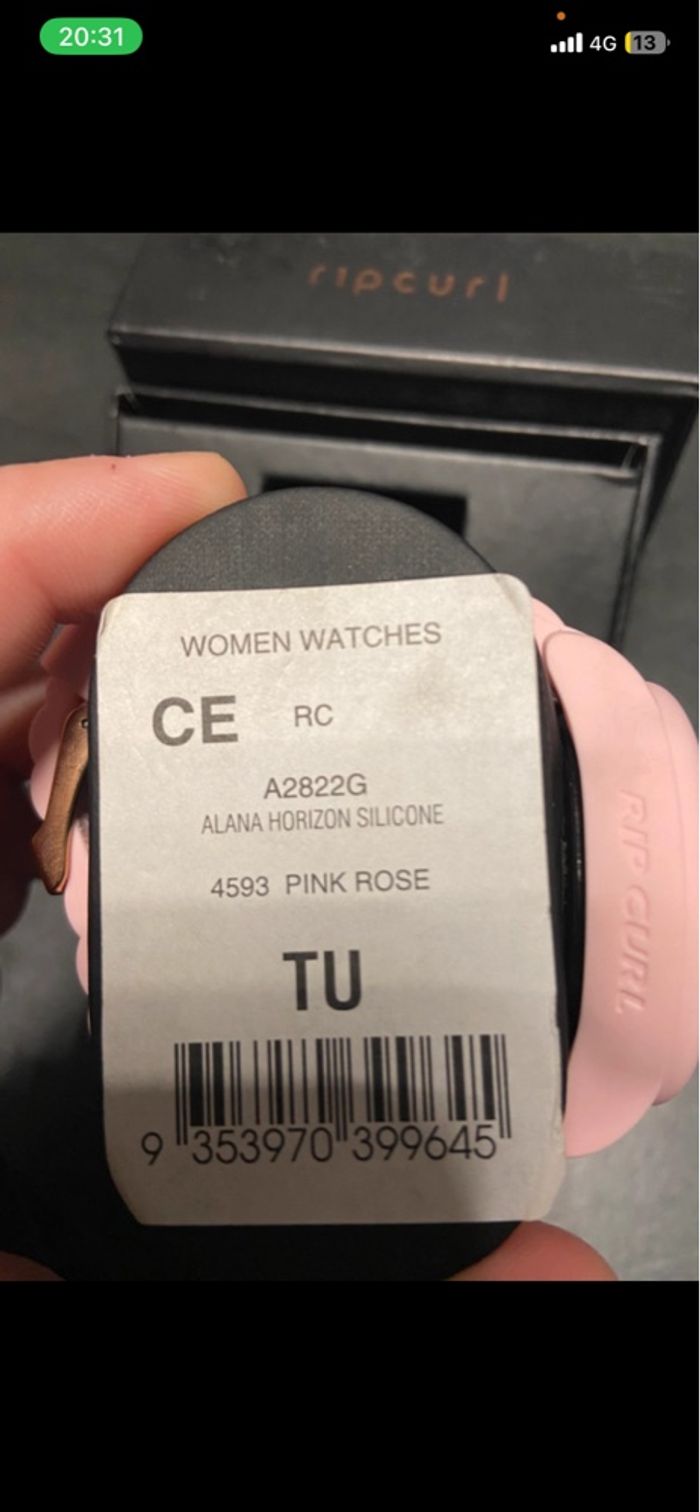 20:31
4G 13
ripcurl
WOMEN WATCHES
CE RC
A2822G
ALANA HORIZON SILICONE
4593 PINK ROSE
TU
9 353970 399645
RIP CURL